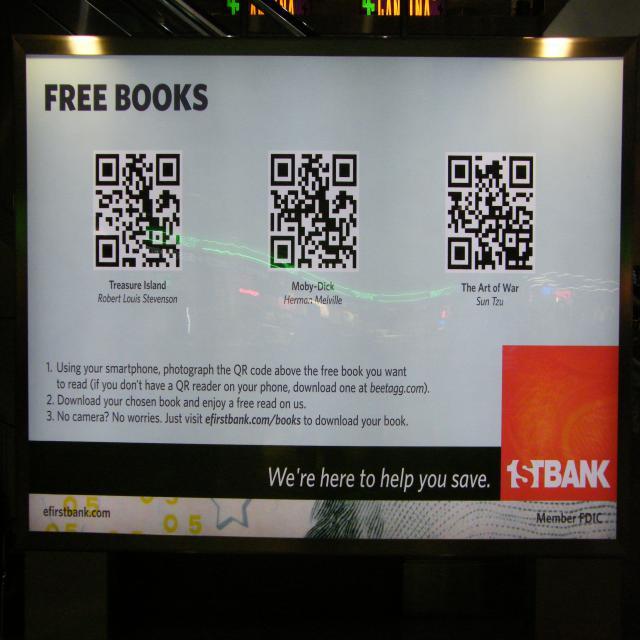 CANTINA
FREE BOOKS
Treasure Island
Robert Louis Stevenson
Moby-Dick
Herman Melville
The Art of War
Sun Tzu
1. Using your smartphone, photograph the QR code above the free book you want
to read (if you don't have a QR reader on your phone, download one at beetagg.com).
2. Download your chosen book and enjoy a free read on us.
3. No camera? No worries. Just visit efirstbank.com/books to download your book.
We're here to help you save.
1STBANK
efirstbank.com
Member FDIC
05
05
05